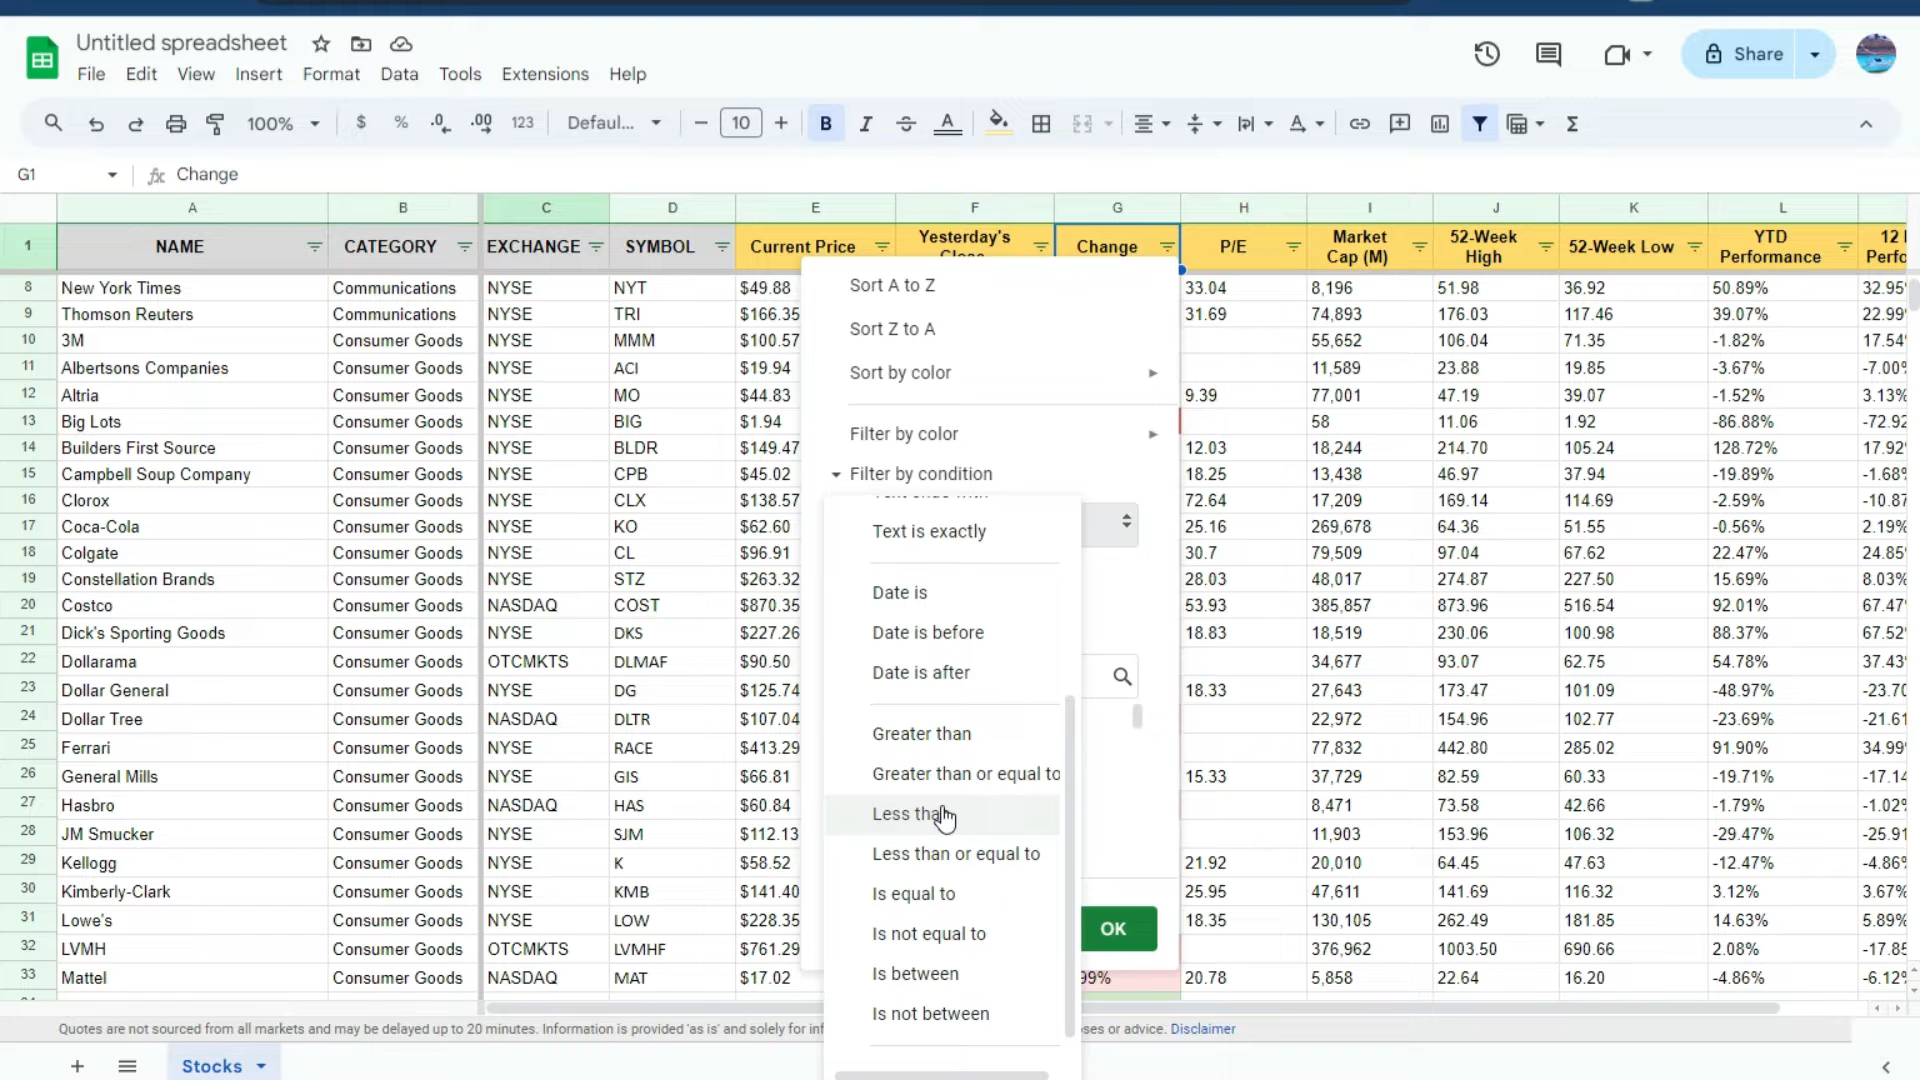 Untitled spreadsheet
File Edit View Insert Format Data Tools Extensions Help
Share
100% $ % .0 .00 123 Defaul... − 10 + B I A A Σ
G1 fx Change
A B C D E F G H I J K L
1 NAME CATEGORY EXCHANGE SYMBOL Current Price Yesterday's Change P/E Market Cap (M) 52-Week High 52-Week Low YTD Performance 12
8 New York Times Communications NYSE NYT $49.88 33.04 8,196 51.98 36.92 50.89% 32.95%
9 Thomson Reuters Communications NYSE TRI $166.35 31.69 74,893 176.03 117.46 39.07% 22.99%
10 3M Consumer Goods NYSE MMM $100.57 55,652 106.04 71.35 -1.82% 17.54%
11 Albertsons Companies Consumer Goods NYSE ACI $19.94 11,589 23.88 19.85 -3.67% -7.00%
12 Altria Consumer Goods NYSE MO $44.83 9.39 77,001 47.19 39.07 -1.52% 3.13%
13 Big Lots Consumer Goods NYSE BIG $1.94 58 11.06 1.92 -86.88% -72.92
14 Builders First Source Consumer Goods NYSE BLDR $149.47 12.03 18,244 214.70 105.24 128.72% 17.92%
15 Campbell Soup Company Consumer Goods NYSE CPB $45.02 18.25 13,438 46.97 37.94 -19.89% -1.68%
16 Clorox Consumer Goods NYSE CLX $138.57 72.64 17,209 169.14 114.69 -2.59% -10.87
17 Coca-Cola Consumer Goods NYSE KO $62.60 25.16 269,678 64.36 51.55 -0.56% 2.19%
18 Colgate Consumer Goods NYSE CL $96.91 30.7 79,509 97.04 67.62 22.47% 24.85%
19 Constellation Brands Consumer Goods NYSE STZ $263.32 28.03 48,017 274.87 227.50 15.69% 8.03%
20 Costco Consumer Goods NASDAQ COST $870.35 53.93 385,857 873.96 516.54 92.01% 67.47%
21 Dick's Sporting Goods Consumer Goods NYSE DKS $227.26 18.83 18,519 230.06 100.98 88.37% 67.52%
22 Dollarama Consumer Goods OTCMKTS DLMAF $90.50 34,677 93.07 62.75 54.78% 37.43%
23 Dollar General Consumer Goods NYSE DG $125.74 18.33 27,643 173.47 101.09 -48.97% -23.70
24 Dollar Tree Consumer Goods NASDAQ DLTR $107.04 22,972 154.96 102.77 -23.69% -21.61
25 Ferrari Consumer Goods NYSE RACE $413.29 77,832 442.80 285.02 91.90% 34.99%
26 General Mills Consumer Goods NYSE GIS $66.81 15.33 37,729 82.59 60.33 -19.71% -17.14
27 Hasbro Consumer Goods NASDAQ HAS $60.84 8,471 73.58 42.66 -1.79% -1.02%
28 JM Smucker Consumer Goods NYSE SJM $112.13 11,903 153.96 106.32 -29.47% -25.91
29 Kellogg Consumer Goods NYSE K $58.52 21.92 20,010 64.45 47.63 -12.47% -4.86%
30 Kimberly-Clark Consumer Goods NYSE KMB $141.40 25.95 47,611 141.69 116.32 3.12% 3.67%
31 Lowe's Consumer Goods NYSE LOW $228.35 18.35 130,105 262.49 181.85 14.63% 5.89%
32 LVMH Consumer Goods OTCMKTS LVMHF $761.29 376,962 1003.50 690.66 2.08% -17.85
33 Mattel Consumer Goods NASDAQ MAT $17.02 99% 20.78 5,858 22.64 16.20 -4.86% -6.12%
Sort A to Z
Sort Z to A
Sort by color
Filter by color
Filter by condition
Text is exactly
Date is
Date is before
Date is after
Greater than
Greater than or equal to
Less than
Less than or equal to
Is equal to
Is not equal to
Is between
Is not between
OK
Quotes are not sourced from all markets and may be delayed up to 20 minutes. Information is provided 'as is' and solely for inf
ses or advice. Disclaimer
+ Stocks